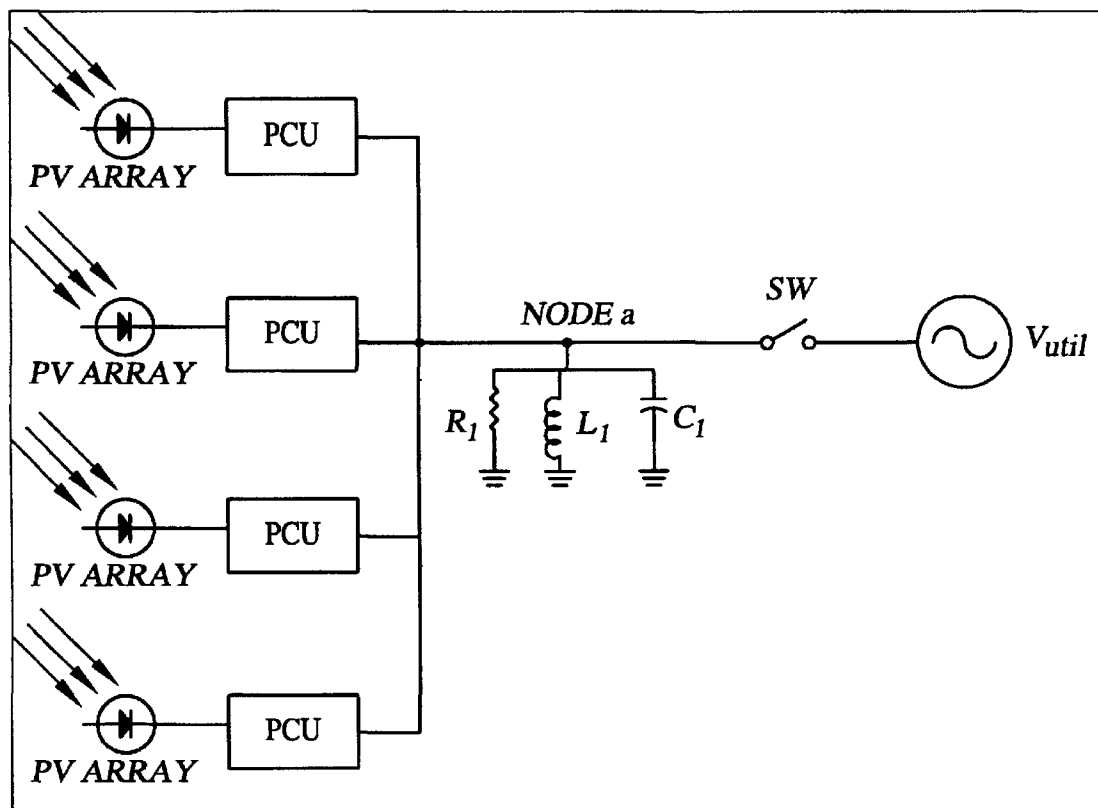 PCU
PV ARRAY
PCU
PV ARRAY
NODE a
SW
V_util
R_1
L_1
C_1
PCU
PV ARRAY
PCU
PV ARRAY